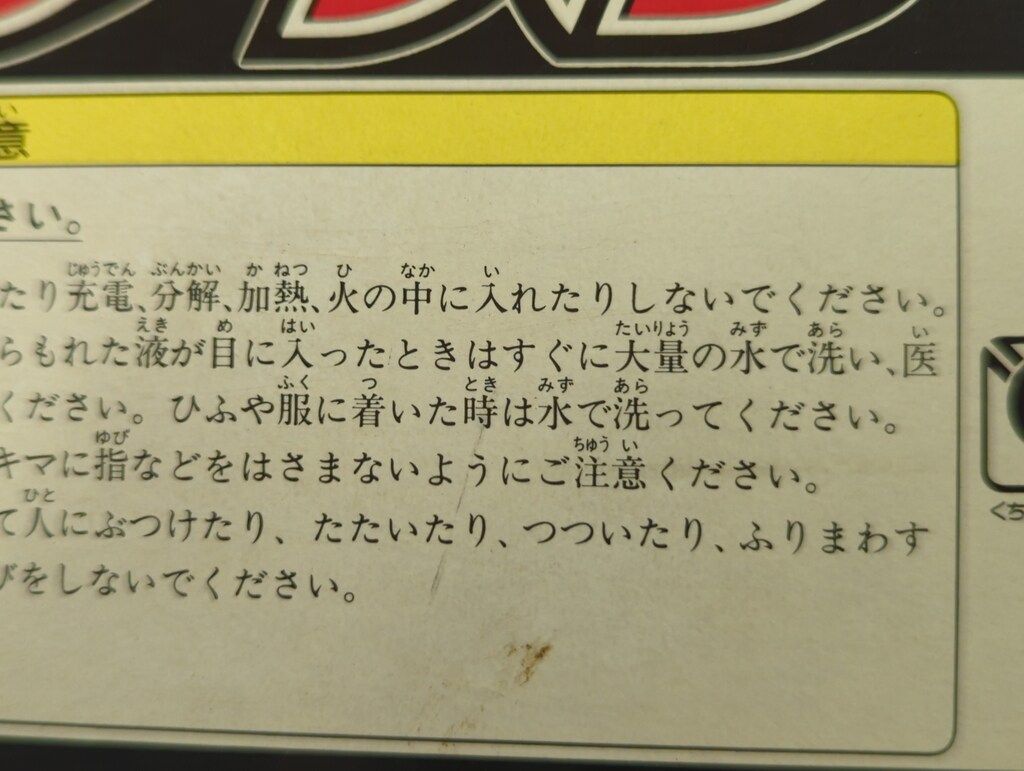 意
さい。
たり充電、分解、加熱、火の中に入れたりしないでください。
らもれた液が目に入ったときはすぐに大量の水で洗い、医
ください。ひふや服に着いた時は水で洗ってください。
キマに指などをはさまないようにご注意ください。
て人にぶつけたり、たたいたり、つついたり、ふりまわす
びをしないでください。
くち